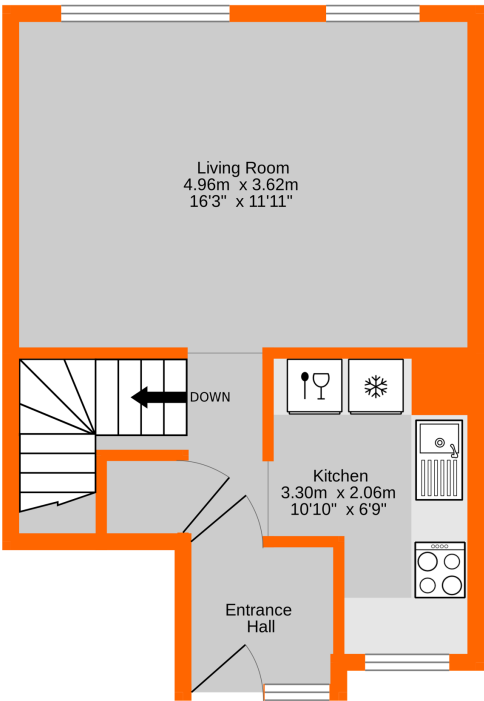 Living Room
4.96m x 3.62m
16'3" x 11'11"
DOWN
Kitchen
3.30m x 2.06m
10'10" x 6'9"
Entrance
Hall